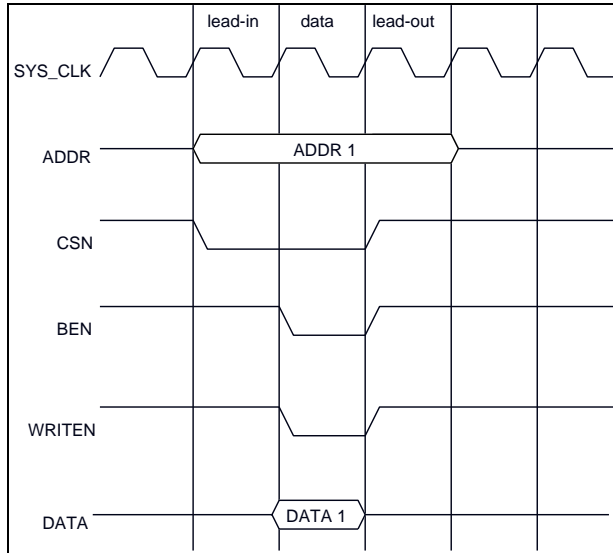 lead-in data lead-out
SYS_CLK
ADDR ADDR 1
CSN
BEN
WRITEN
DATA DATA 1